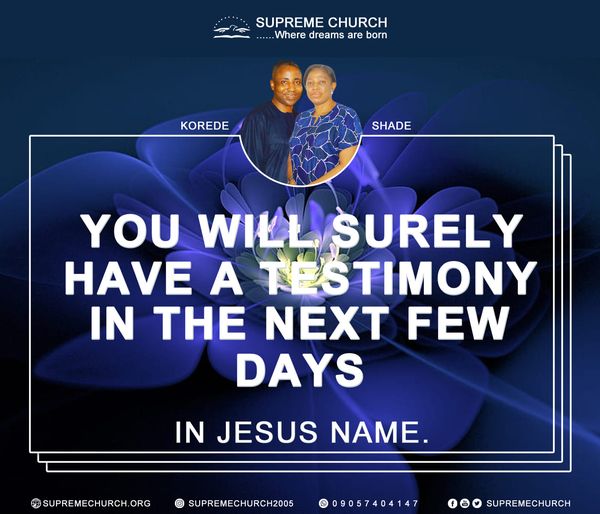 SUPREME CHURCH
......Where dreams are born
KOREDE
SHADE
YOU WILL SURELY
HAVE A TESTIMONY
IN THE NEXT FEW
DAYS
IN JESUS NAME.
SUPREMECHURCH.ORG
SUPREMECHURCH2005
09057404147
SUPREMECHURCH